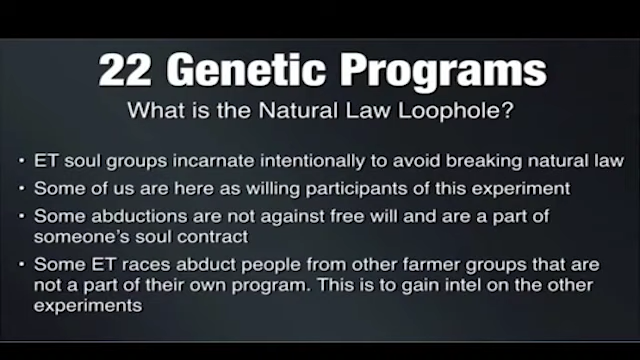 22 Genetic Programs
What is the Natural Law Loophole?
• ET soul groups incarnate intentionally to avoid breaking natural law
• Some of us are here as willing participants of this experiment
• Some abductions are not against free will and are a part of
someone's soul contract
• Some ET races abduct people from other farmer groups that are
not a part of their own program. This is to gain intel on the other
experiments